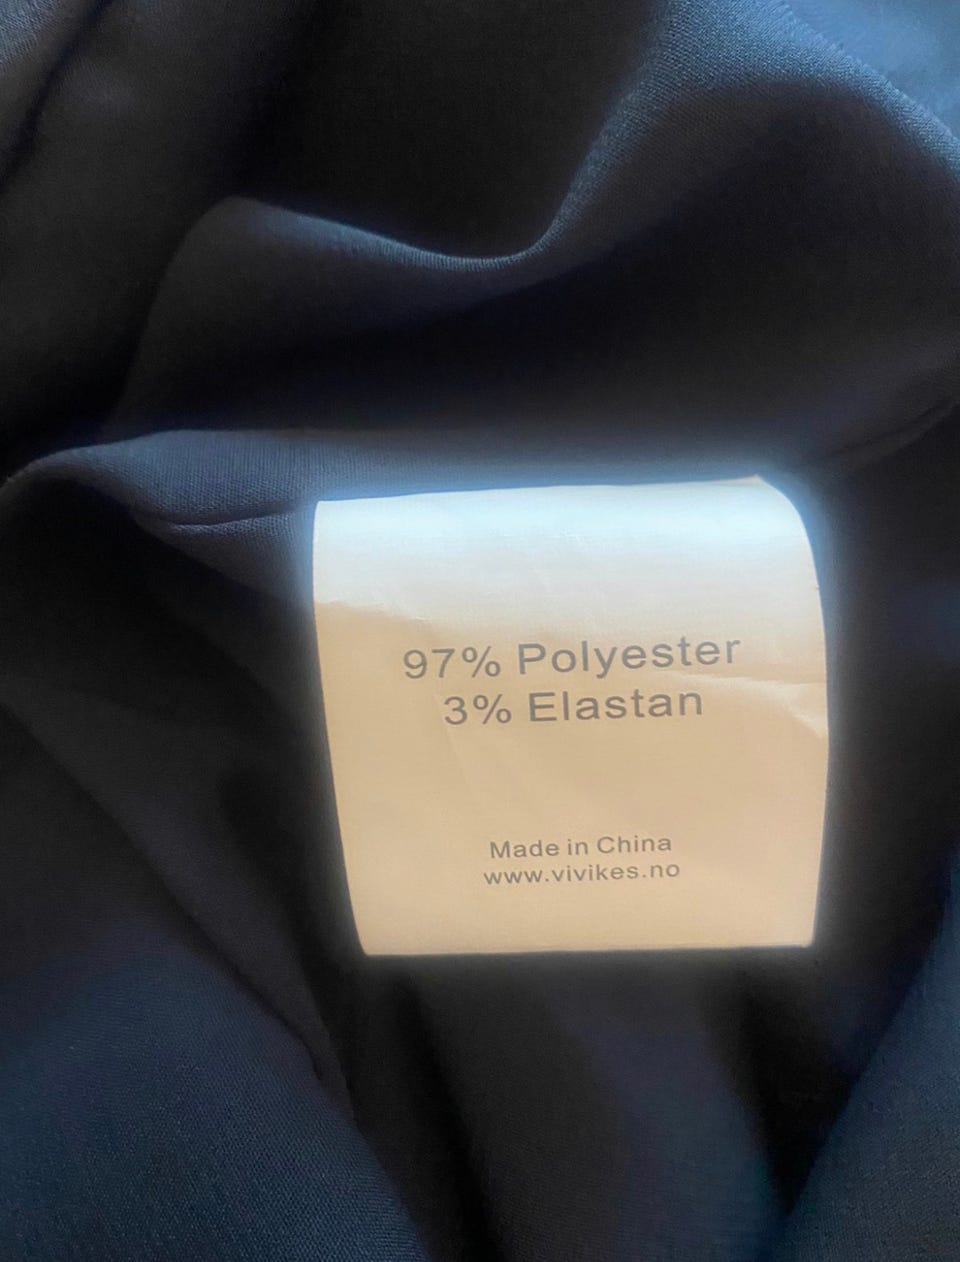 97% Polyester
3% Elastan
Made in China
www.vivikes.no